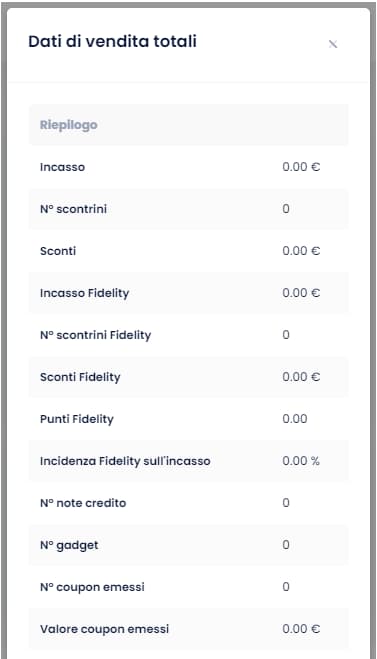 Dati di vendita totali
Riepilogo
Incasso 0.00 €
N° scontrini 0
Sconti 0.00 €
Incasso Fidelity 0.00 €
N° scontrini Fidelity 0
Sconti Fidelity 0.00 €
Punti Fidelity 0.00
Incidenza Fidelity sull'incasso 0.00 %
N° note credito 0
N° gadget 0
N° coupon emessi 0
Valore coupon emessi 0.00 €